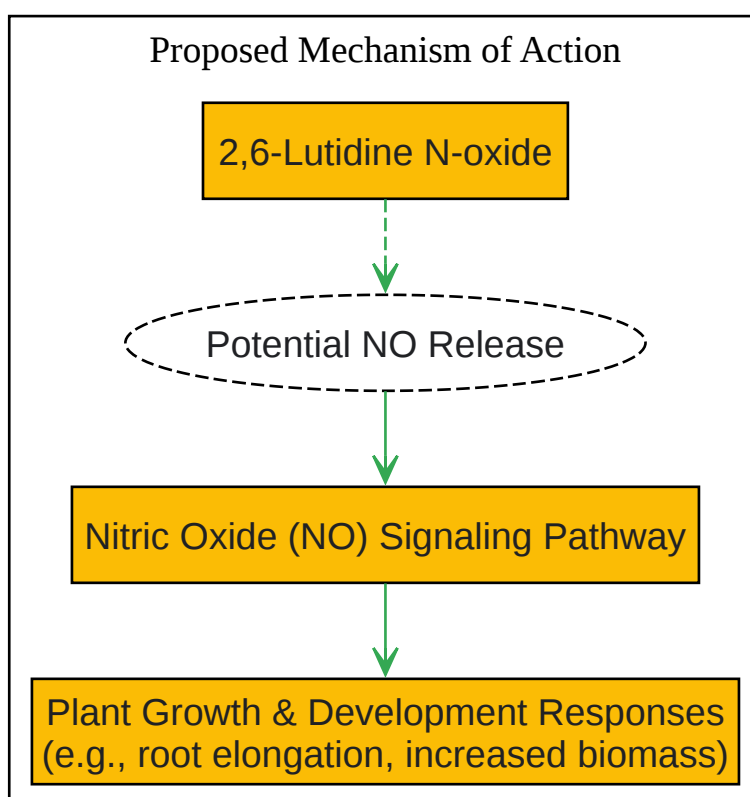 Proposed Mechanism of Action
2,6-Lutidine N-oxide
Potential NO Release
Nitric Oxide (NO) Signaling Pathway
Plant Growth & Development Responses
(e.g., root elongation, increased biomass)